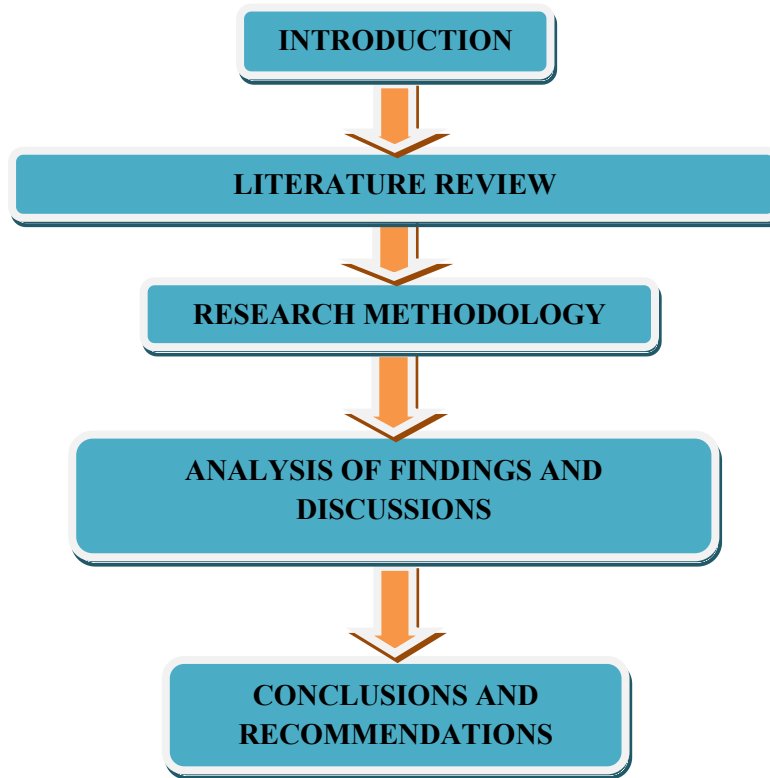 INTRODUCTION
LITERATURE REVIEW
RESEARCH METHODOLOGY
ANALYSIS OF FINDINGS AND
DISCUSSIONS
CONCLUSIONS AND
RECOMMENDATIONS